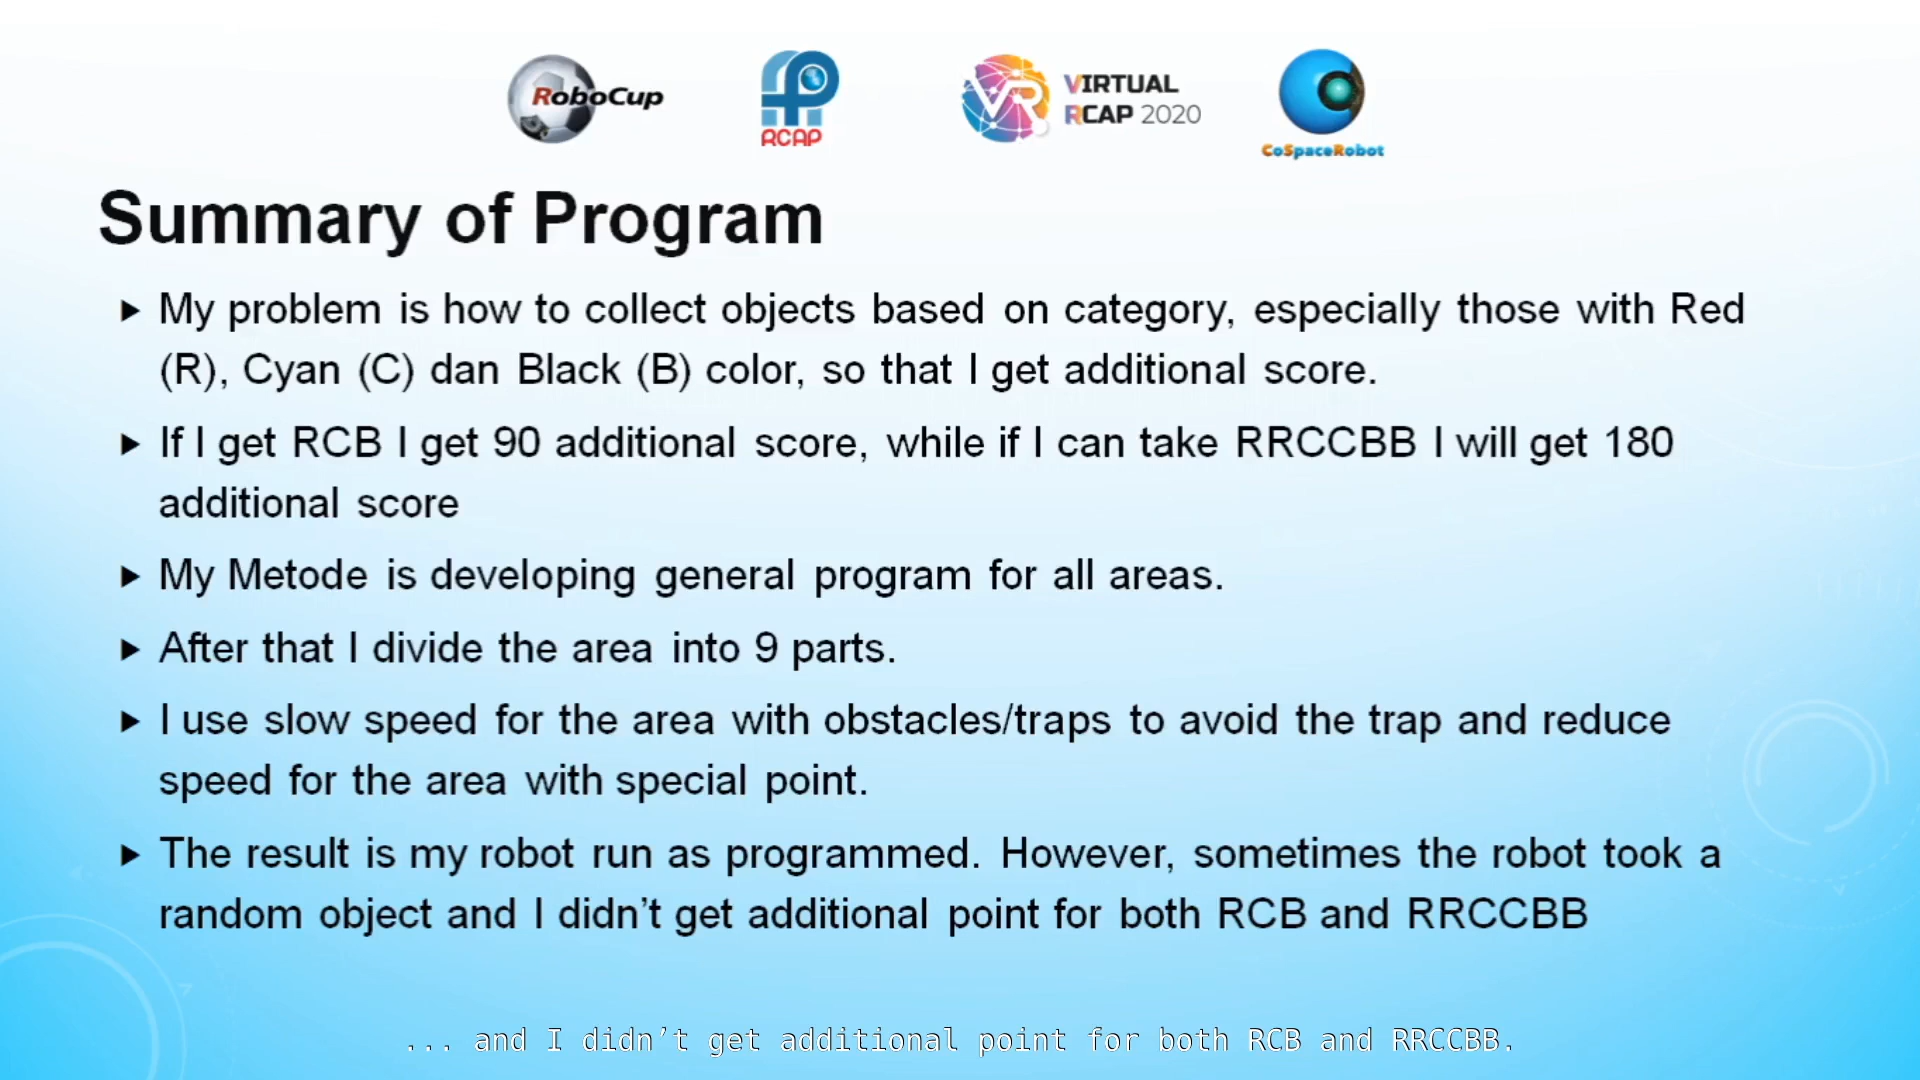 RoboCup
RCAP
VR
VIRTUAL
RCAP 2020
CoSpaceRobot
Summary of Program
My problem is how to collect objects based on category, especially those with Red
(R), Cyan (C) dan Black (B) color, so that I get additional score.
If I get RCB I get 90 additional score, while if I can take RRCCBB I will get 180
additional score
My Metode is developing general program for all areas.
After that I divide the area into 9 parts.
I use slow speed for the area with obstacles/traps to avoid the trap and reduce
speed for the area with special point.
The result is my robot run as programmed. However, sometimes the robot took a
random object and I didn't get additional point for both RCB and RRCCBB
... and I didn't get additional point for both RCB and RRCCBB.